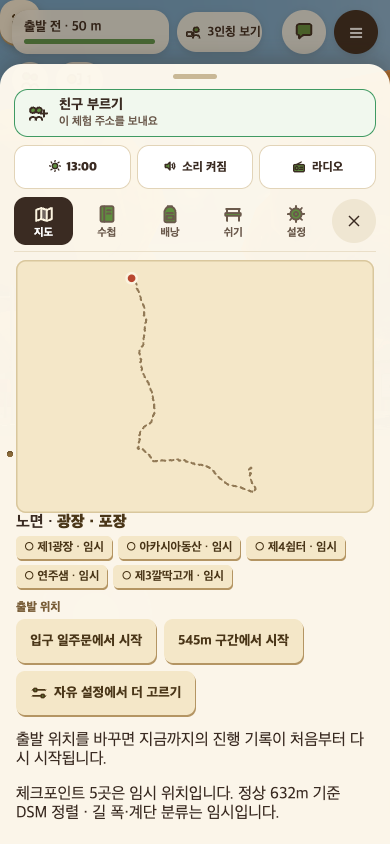 출발 전 · 50 m
3인칭 보기
친구 부르기
이 체험 주소를 보내요
13:00
소리 켜짐
라디오
지도
수첩
배낭
쉬기
설정
노면 · 광장 · 포장
제1광장 · 임시
아카시아동산 · 임시
제4쉼터 · 임시
연주샘 · 임시
제3깔딱고개 · 임시
출발 위치
입구 일주문에서 시작
545m 구간에서 시작
자유 설정에서 더 고르기
출발 위치를 바꾸면 지금까지의 진행 기록이 처음부터 다
시 시작됩니다.
체크포인트 5곳은 임시 위치입니다. 정상 632m 기준
DSM 정렬 · 길 폭·계단 분류는 임시입니다.